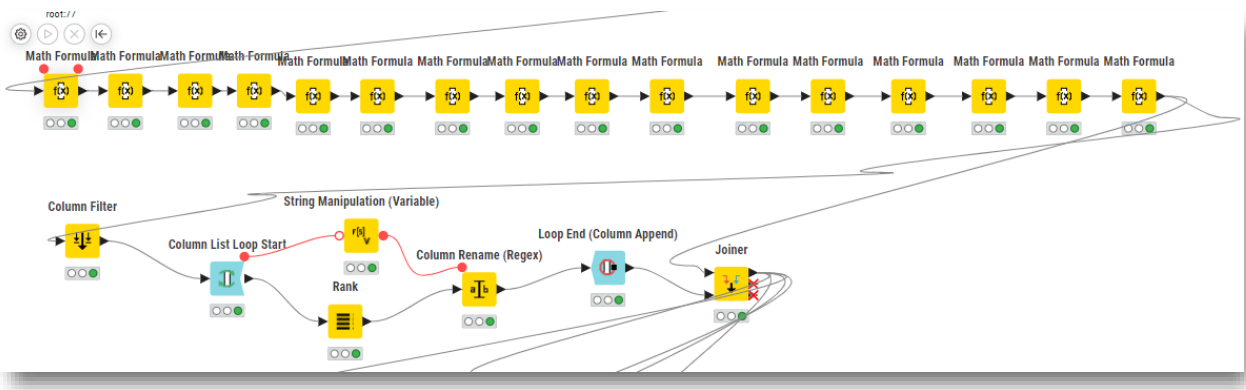 root://
Math Formula Math Formula Math Formula Math Formula Math Formula Math Formula Math Formula Math Formula Math Formula Math Formula Math Formula Math Formula Math Formula Math Formula Math Formula Math Formula
f(x) f(x) f(x) f(x) f(x) f(x) f(x) f(x) f(x) f(x) f(x) f(x) f(x) f(x) f(x) f(x)
Column Filter
String Manipulation (Variable)
r[s]
Column List Loop Start
Column Rename (Regex)
a b
Loop End (Column Append)
Joiner
Rank